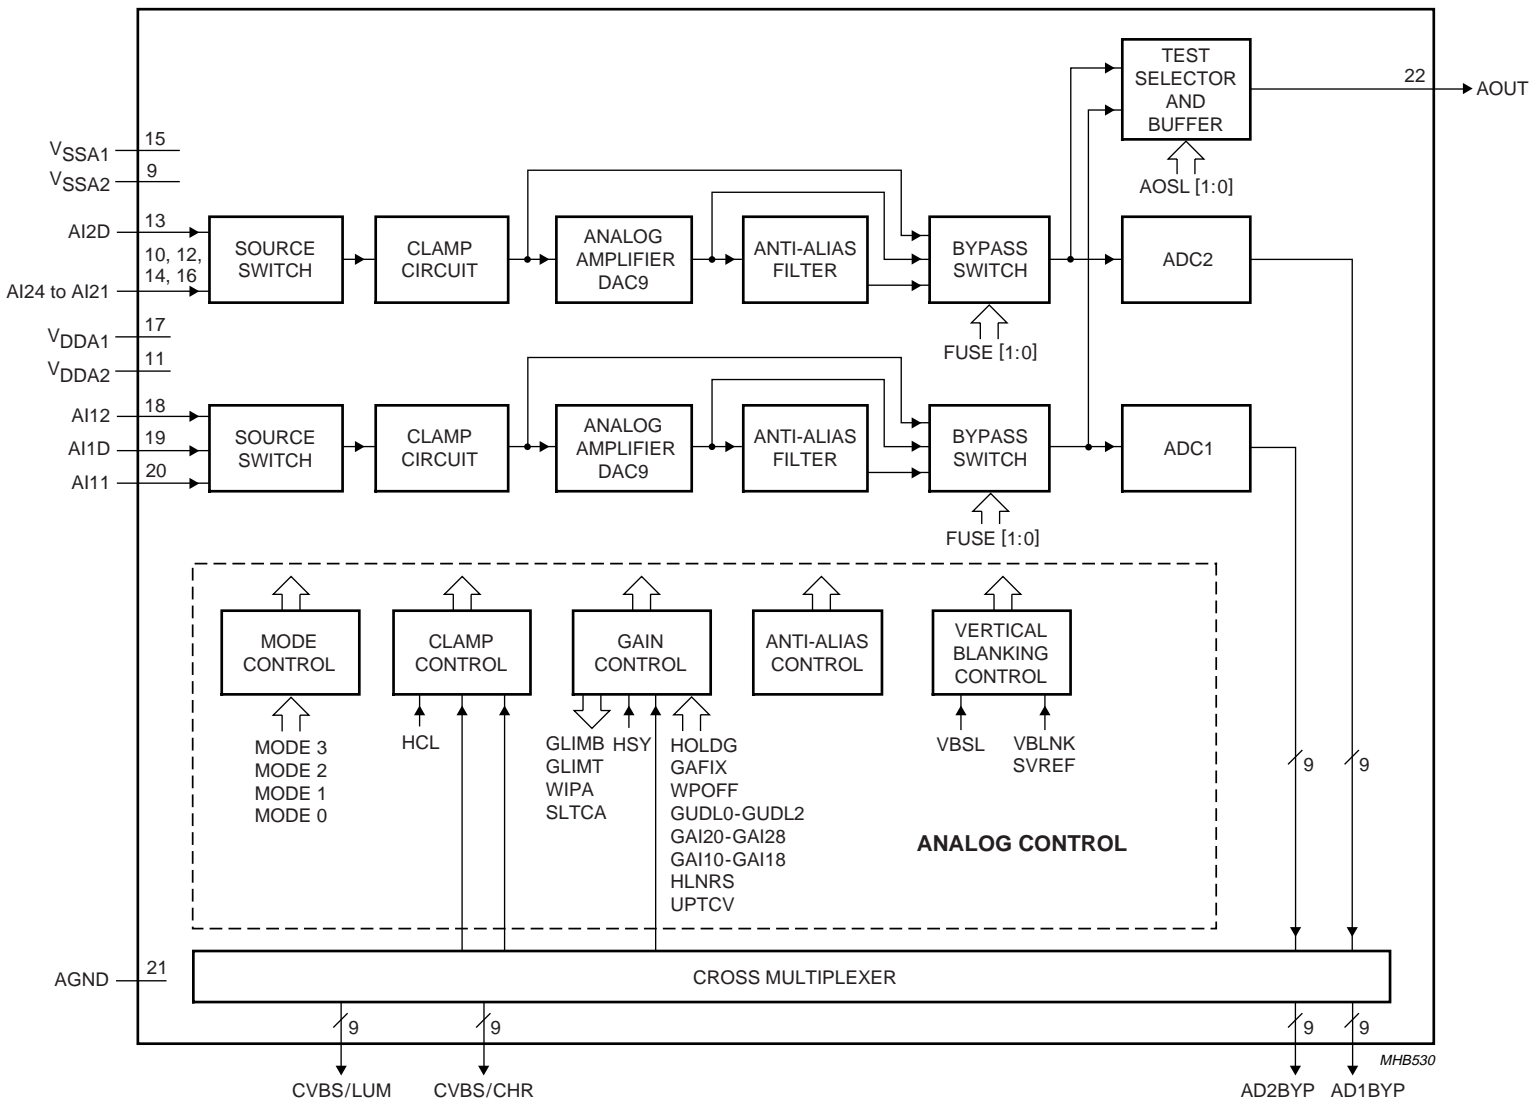 TEST
SELECTOR
AND
BUFFER
22
AOUT
AOSL [1:0]
VSSA1
15
VSSA2
9
AI2D
13
10, 12,
14, 16
AI24 to AI21
SOURCE
SWITCH
CLAMP
CIRCUIT
ANALOG
AMPLIFIER
DAC9
ANTI-ALIAS
FILTER
BYPASS
SWITCH
ADC2
FUSE [1:0]
VDDA1
17
VDDA2
11
AI12
18
AI1D
19
AI11
20
SOURCE
SWITCH
CLAMP
CIRCUIT
ANALOG
AMPLIFIER
DAC9
ANTI-ALIAS
FILTER
BYPASS
SWITCH
ADC1
FUSE [1:0]
MODE
CONTROL
CLAMP
CONTROL
GAIN
CONTROL
ANTI-ALIAS
CONTROL
VERTICAL
BLANKING
CONTROL
MODE 3
MODE 2
MODE 1
MODE 0
HCL
GLIMB
GLIMT
WIPA
SLTCA
HSY
HOLDG
GAFIX
WPOFF
GUDL0-GUDL2
GAI20-GAI28
GAI10-GAI18
HLNRS
UPTCV
VBSL
VBLNK
SVREF
9
9
ANALOG CONTROL
AGND
21
CROSS MULTIPLEXER
9
9
9
9
MHB530
CVBS/LUM
CVBS/CHR
AD2BYP
AD1BYP